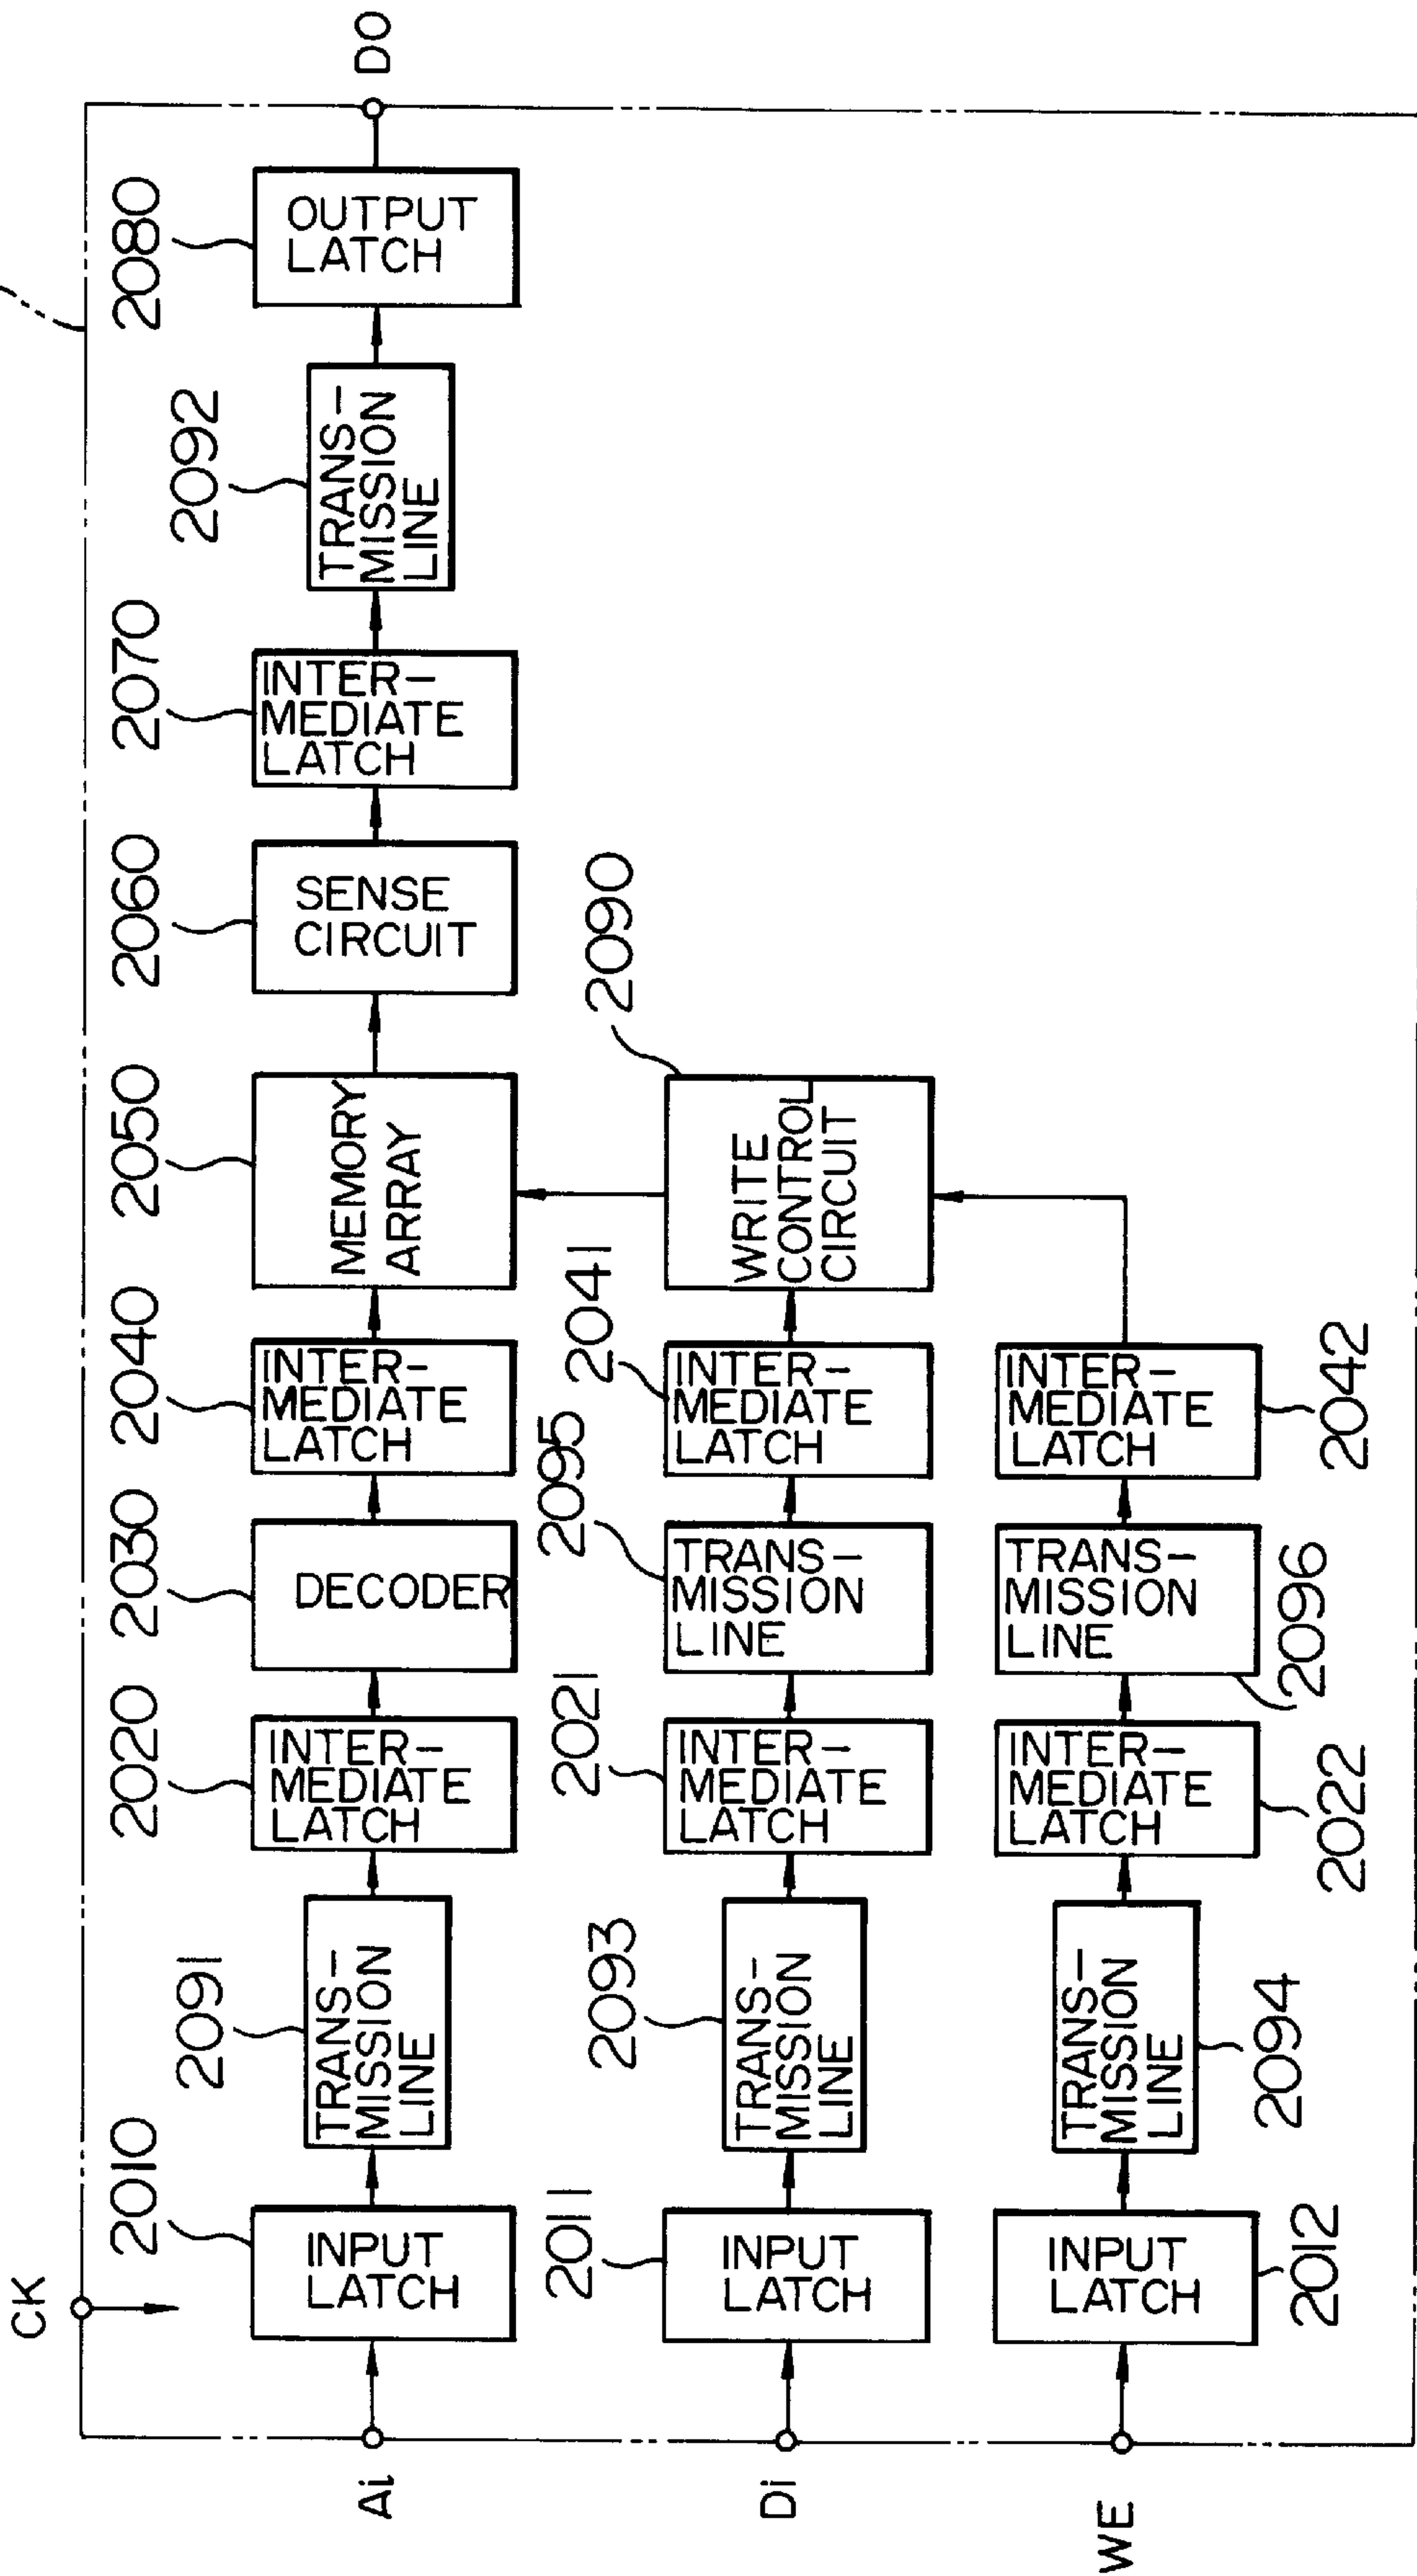 CK
2010
2091
2020
2030
2040
2050
2060
2070
2092
2080
Ai
INPUT
LATCH
TRANS-
MISSION
LINE
INTER-
MEDIATE
LATCH
DECODER
INTER-
MEDIATE
LATCH
MEMORY
ARRAY
SENSE
CIRCUIT
INTER-
MEDIATE
LATCH
TRANS-
MISSION
LINE
OUTPUT
LATCH
DO
2011
2093
2021
2095
2041
2090
Di
INPUT
LATCH
TRANS-
MISSION
LINE
INTER-
MEDIATE
LATCH
TRANS-
MISSION
LINE
INTER-
MEDIATE
LATCH
WRITE
CONTROL
CIRCUIT
WE
INPUT
LATCH
TRANS-
MISSION
LINE
INTER-
MEDIATE
LATCH
TRANS-
MISSION
LINE
INTER-
MEDIATE
LATCH
2012
2094
2022
2096
2042